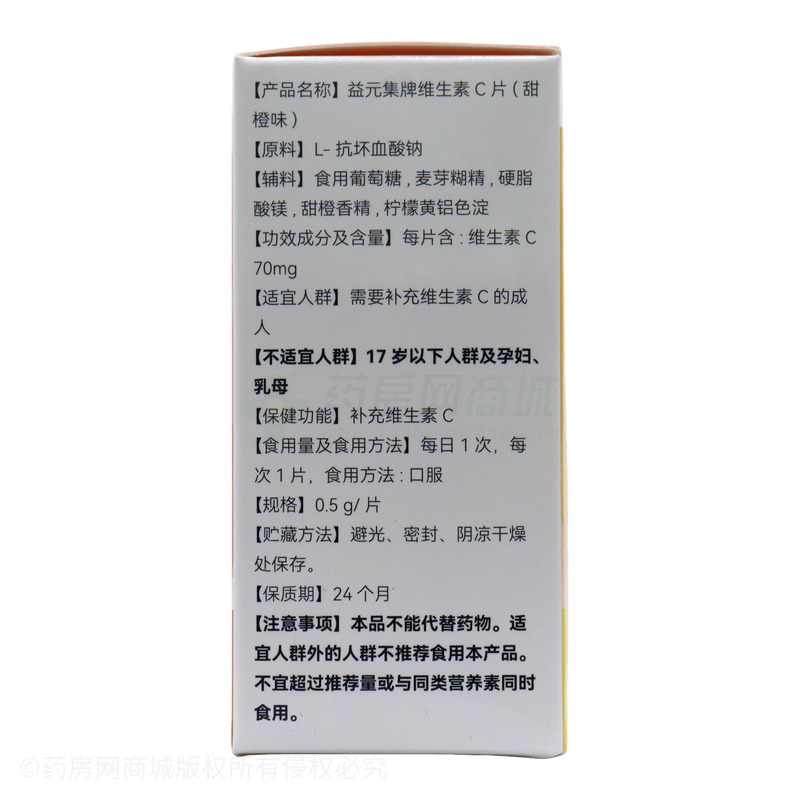 【产品名称】益元集牌维生素 C 片 ( 甜
橙味 )
【原料】L- 抗坏血酸钠
【辅料】食用葡萄糖 , 麦芽糊精 , 硬脂
酸镁 , 甜橙香精 , 柠檬黄铝色淀
【功效成分及含量】每片含 : 维生素 C
70mg
【适宜人群】需要补充维生素 C 的成
人
【不适宜人群】17 岁以下人群及孕妇、
乳母
【保健功能】补充维生素 C
【食用量及食用方法】每日 1 次，每
次 1 片，食用方法 : 口服
【规格】0.5 g/ 片
【贮藏方法】避光、密封、阴凉干燥
处保存。
【保质期】24 个月
【注意事项】本品不能代替药物。适
宜人群外的人群不推荐食用本产品。
不宜超过推荐量或与同类营养素同时
食用。
药房网商城
©药房网商城版权所有侵权必究